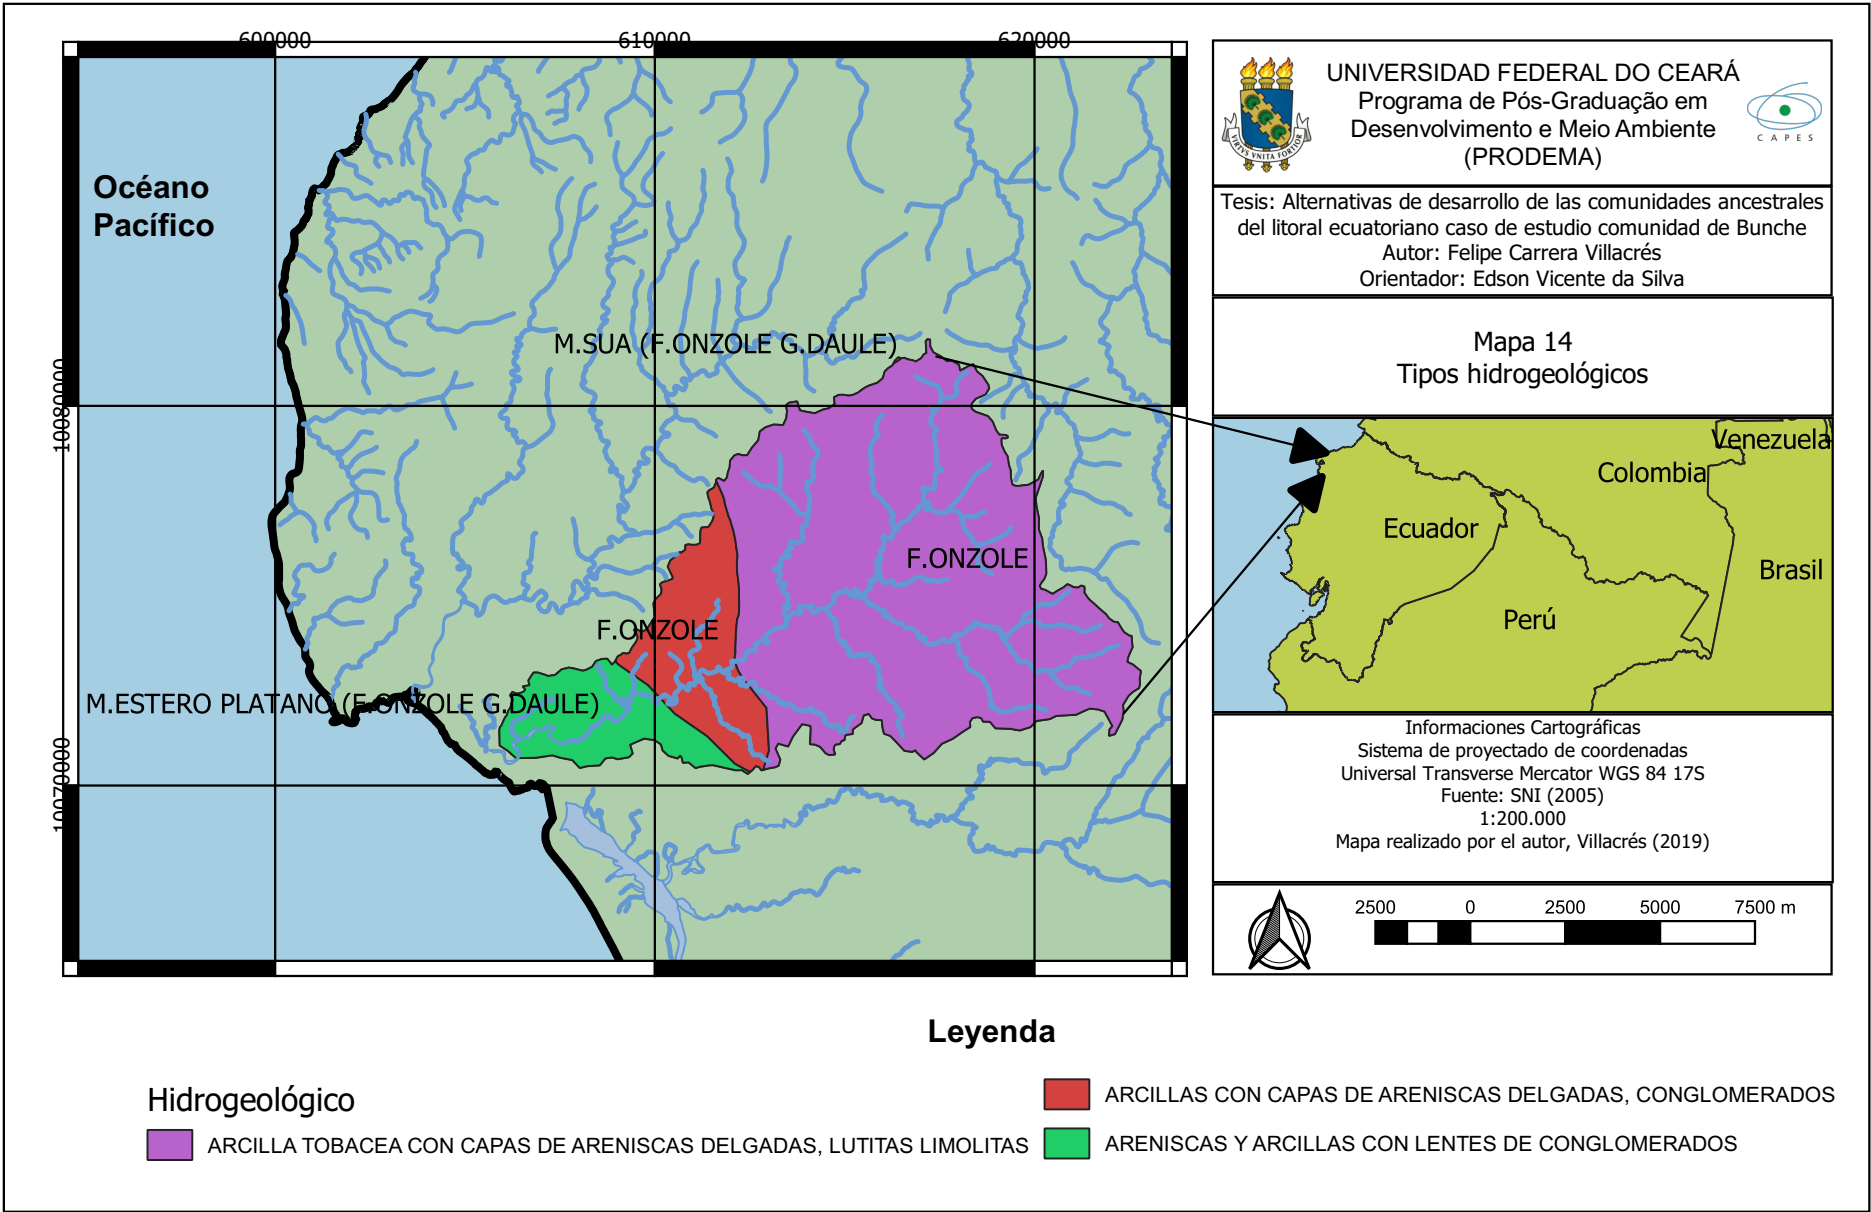 600000
610000
620000
10080000
10070000
Océano
Pacífico
M.SUA (F.ONZOLE G.DAULE)
F.ONZOLE
F.ONZOLE
M.ESTERO PLATANO (F.ONZOLE G.DAULE)
VIRTVS VNITA FORTIOR
UNIVERSIDAD FEDERAL DO CEARÁ
Programa de Pós-Graduação em
Desenvolvimento e Meio Ambiente
(PRODEMA)
CAPES
Tesis: Alternativas de desarrollo de las comunidades ancestrales
del litoral ecuatoriano caso de estudio comunidad de Bunche
Autor: Felipe Carrera Villacrés
Orientador: Edson Vicente da Silva
Mapa 14
Tipos hidrogeológicos
Venezuela
Colombia
Ecuador
Brasil
Perú
Informaciones Cartográficas
Sistema de proyectado de coordenadas
Universal Transverse Mercator WGS 84 17S
Fuente: SNI (2005)
1:200.000
Mapa realizado por el autor, Villacrés (2019)
2500 0 2500 5000 7500 m
Leyenda
Hidrogeológico
ARCILLA TOBACEA CON CAPAS DE ARENISCAS DELGADAS, LUTITAS LIMOLITAS
ARCILLAS CON CAPAS DE ARENISCAS DELGADAS, CONGLOMERADOS
ARENISCAS Y ARCILLAS CON LENTES DE CONGLOMERADOS